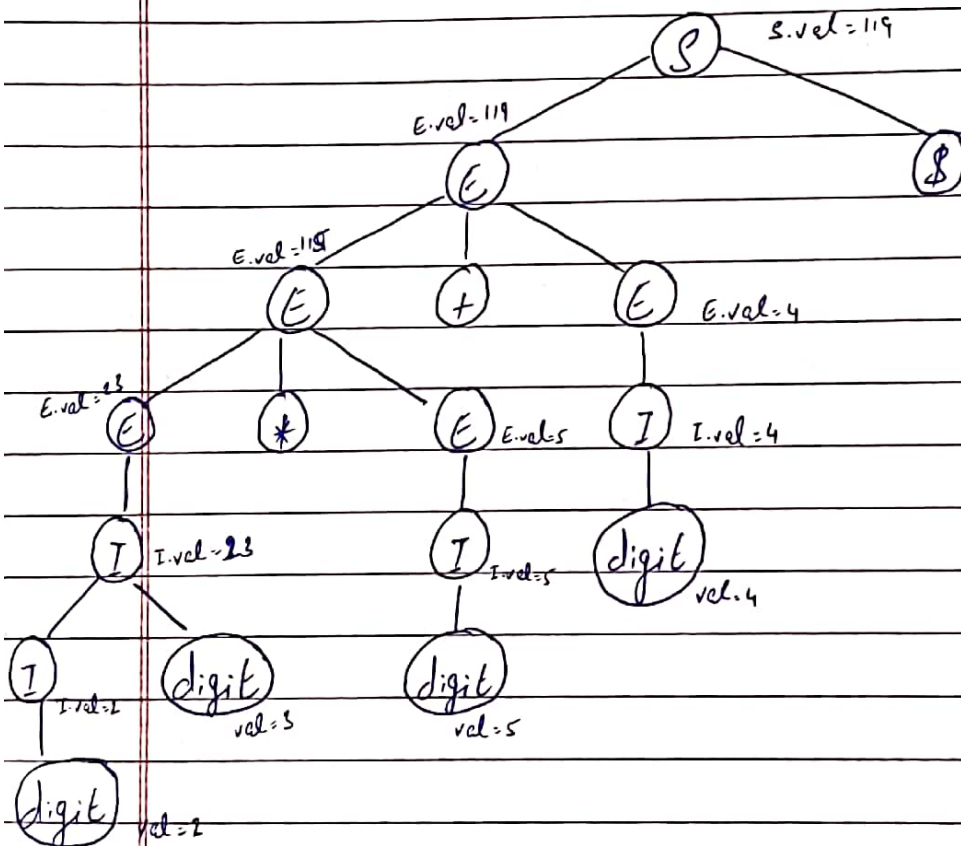 S S.val=119
E.val=119
E $
E.val=115
E + E E.val=4
E.val=23
E * E E.val=5 I I.val=4
I I.val=23 I I.val=5 digit val=4
I I.val=2 digit val=3 digit val=5
digit val=2